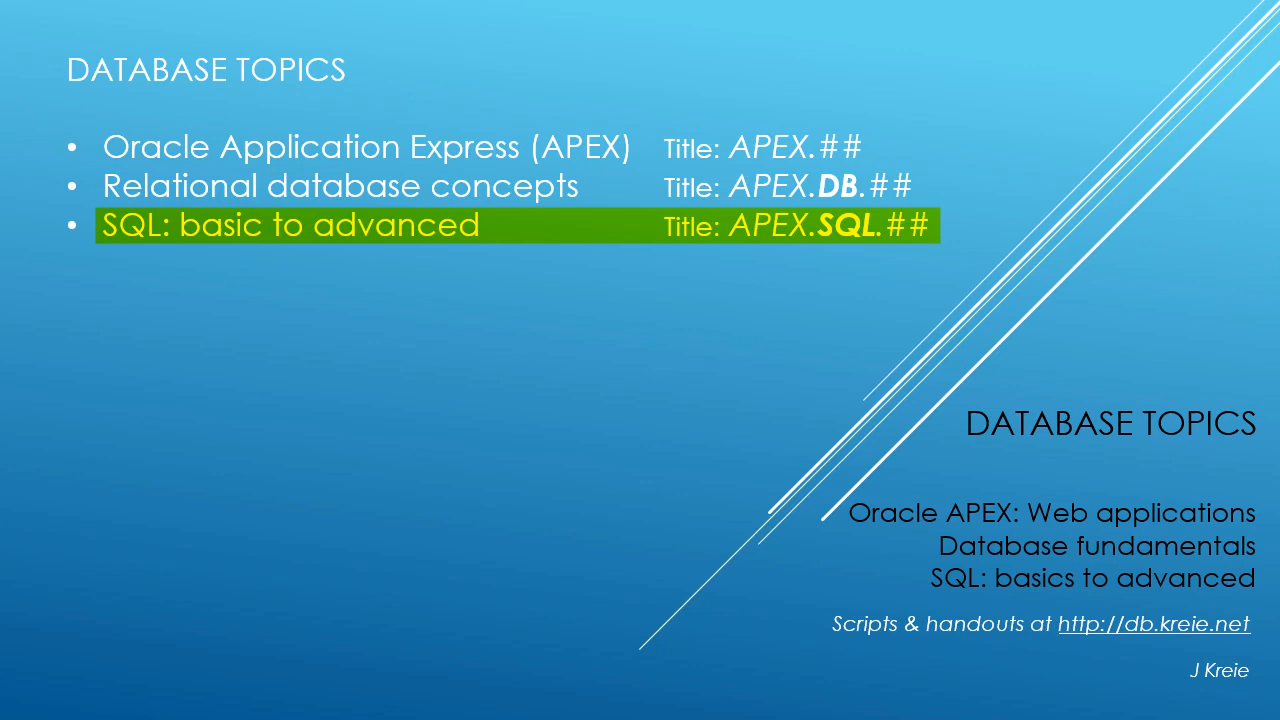 DATABASE TOPICS
• Oracle Application Express (APEX) Title: APEX.##
• Relational database concepts Title: APEX.DB.##
• SQL: basic to advanced Title: APEX.SQL.##
DATABASE TOPICS
Oracle APEX: Web applications
Database fundamentals
SQL: basics to advanced
Scripts & handouts at http://db.kreie.net
J Kreie